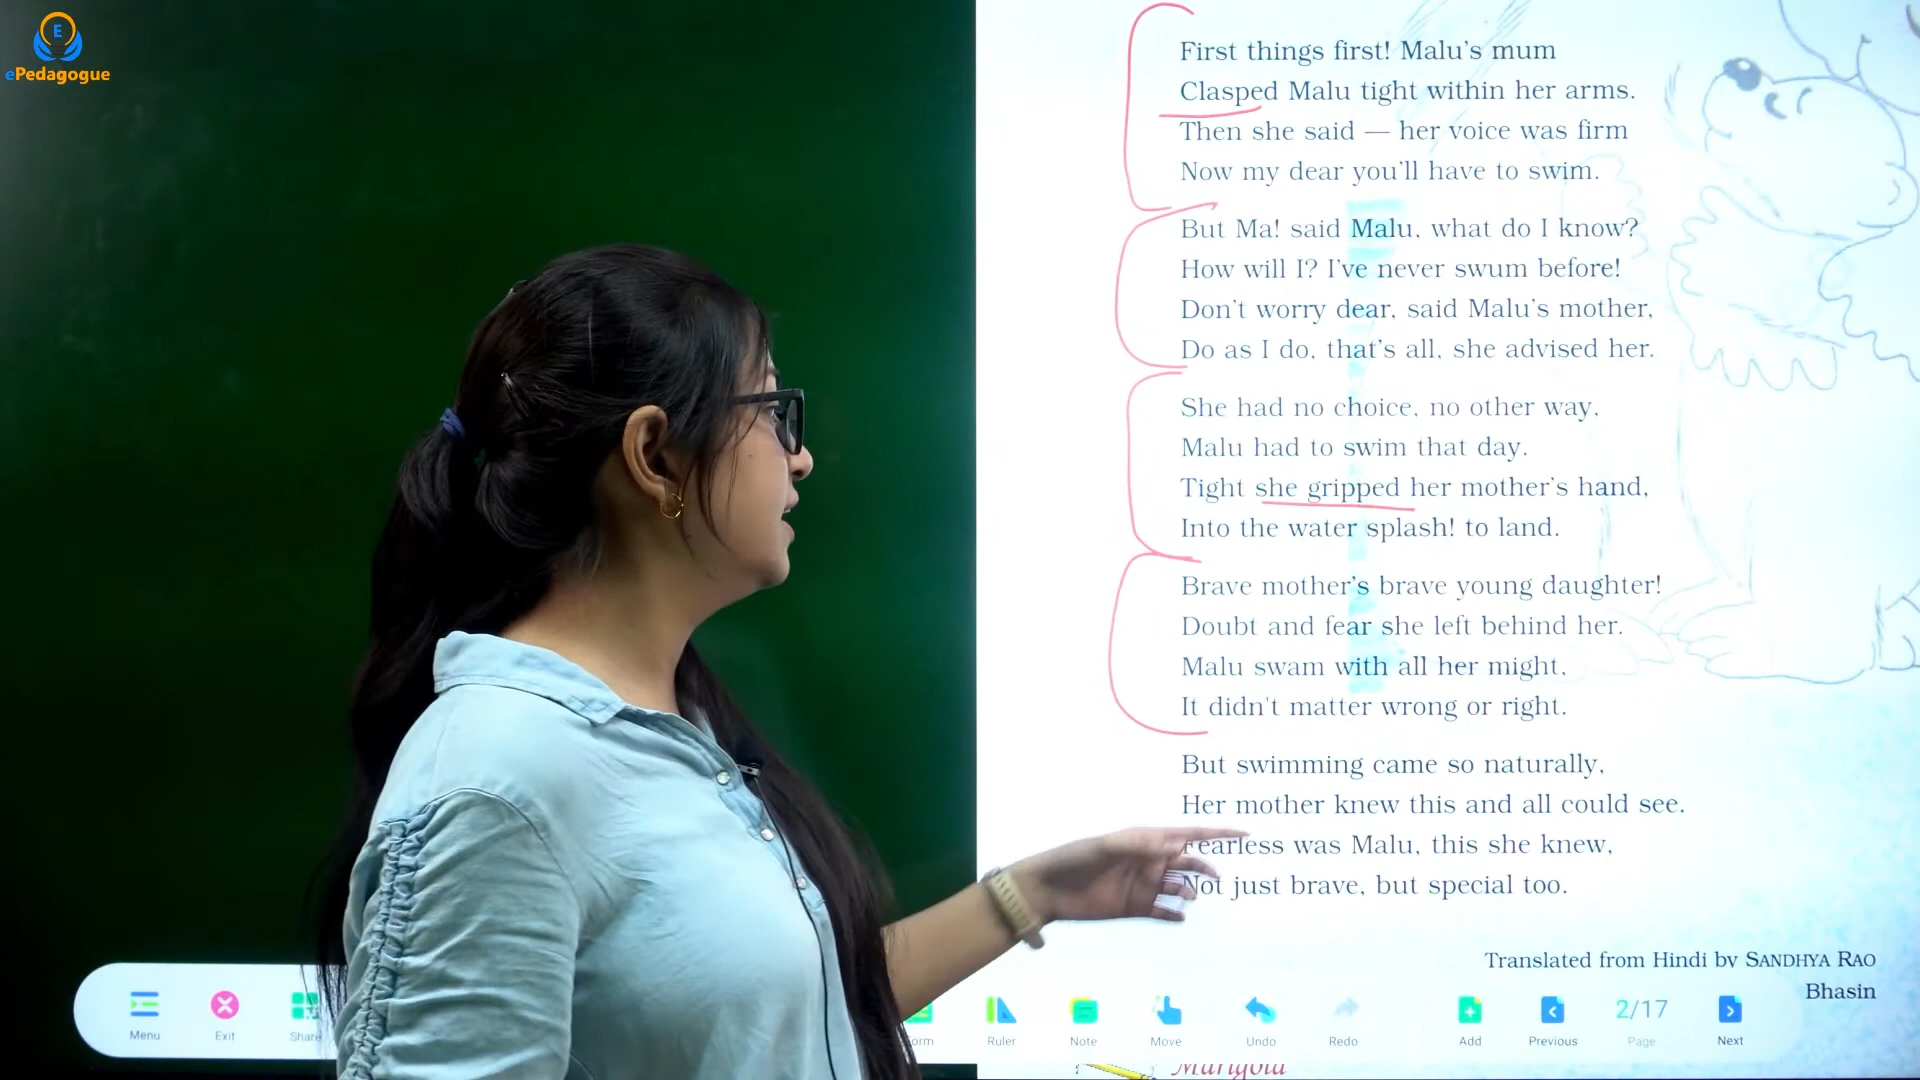 E
ePedagogue
First things first! Malu's mum
Clasped Malu tight within her arms.
Then she said — her voice was firm
Now my dear you'll have to swim.
But Ma! said Malu, what do I know?
How will I? I've never swum before!
Don't worry dear, said Malu's mother,
Do as I do, that's all, she advised her.
She had no choice, no other way,
Malu had to swim that day.
Tight she gripped her mother's hand,
Into the water splash! to land.
Brave mother's brave young daughter!
Doubt and fear she left behind her.
Malu swam with all her might,
It didn't matter wrong or right.
But swimming came so naturally,
Her mother knew this and all could see.
Fearless was Malu, this she knew,
Not just brave, but special too.
Translated from Hindi by SANDHYA RAO
Bhasin
Menu Exit Share Ruler Note Move Undo Redo Add Previous 2/17 Page Next
Marigold